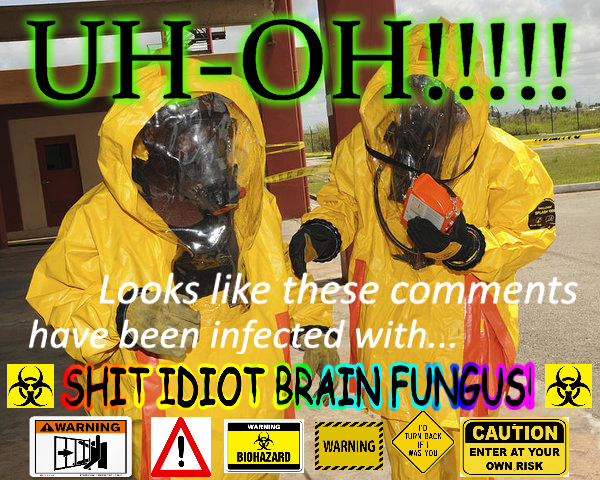 UH-OH!!!!!
Looks like these comments
have been infected with...
SHIT IDIOT BRAIN FUNGUS!
WARNING
WARNING
BIOHAZARD
WARNING
I'D
TURN BACK
IF I
WAS YOU
CAUTION
ENTER AT YOUR
OWN RISK